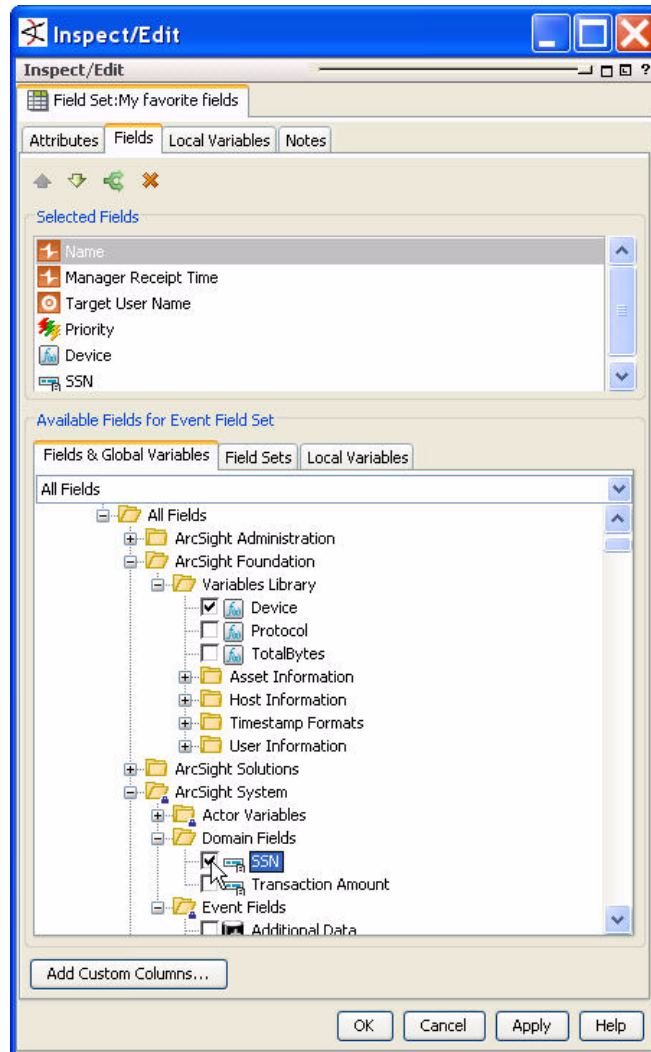 Inspect/Edit
Inspect/Edit ?
Field Set:My favorite fields
Attributes Fields Local Variables Notes
Selected Fields
Name
Manager Receipt Time
Target User Name
Priority
Device
SSN
Available Fields for Event Field Set
Fields & Global Variables Field Sets Local Variables
All Fields
All Fields
ArcSight Administration
ArcSight Foundation
Variables Library
Device
Protocol
TotalBytes
Asset Information
Host Information
Timestamp Formats
User Information
ArcSight Solutions
ArcSight System
Actor Variables
Domain Fields
SSN
Transaction Amount
Event Fields
Additional Data
Add Custom Columns...
OK Cancel Apply Help